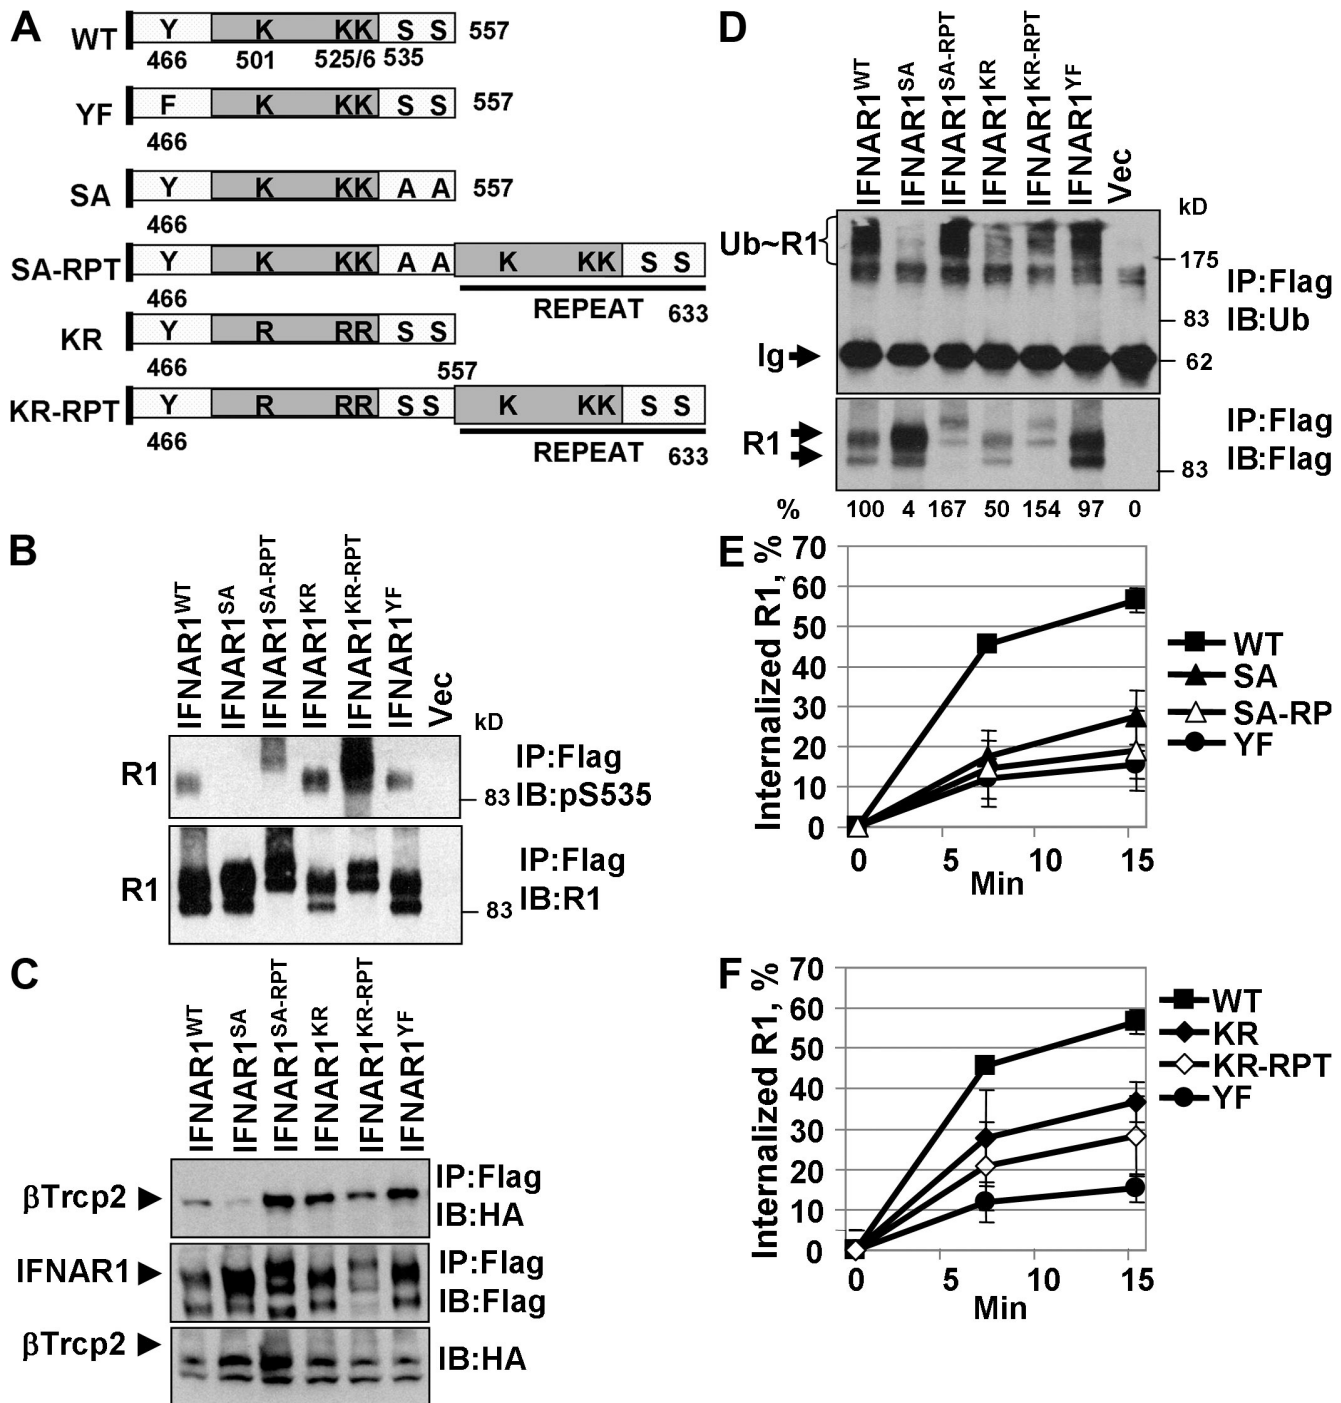 A
WT Y K KK S S 557
466 501 525/6 535
YF F K KK S S 557
466
SA Y K KK A A 557
466
SA-RPT Y K KK A A K KK S S
466 REPEAT 633
KR Y R RR S S
466 557
KR-RPT Y R RR S S K KK S S
466 REPEAT 633
B
IFNAR1WT IFNAR1SA IFNAR1SA-RPT IFNAR1KR IFNAR1KR-RPT IFNAR1YF Vec
kD
R1 IP:Flag
83 IB:pS535
R1 IP:Flag
IB:R1
83
C
IFNAR1WT IFNAR1SA IFNAR1SA-RPT IFNAR1KR IFNAR1KR-RPT IFNAR1YF
βTrcp2 IP:Flag
IB:HA
IFNAR1 IP:Flag
IB:Flag
βTrcp2 IB:HA
D
IFNAR1WT IFNAR1SA IFNAR1SA-RPT IFNAR1KR IFNAR1KR-RPT IFNAR1YF Vec
kD
Ub~R1 175
IP:Flag
83 IB:Ub
Ig 62
R1 IP:Flag
IB:Flag
83
% 100 4 167 50 154 97 0
E
Internalized R1, %
70
60
50
40
30
20
10
0
0 5 10 15
Min
WT
SA
SA-RP
YF
F
Internalized R1, %
70
60
50
40
30
20
10
0
0 5 10 15
Min
WT
KR
KR-RPT
YF